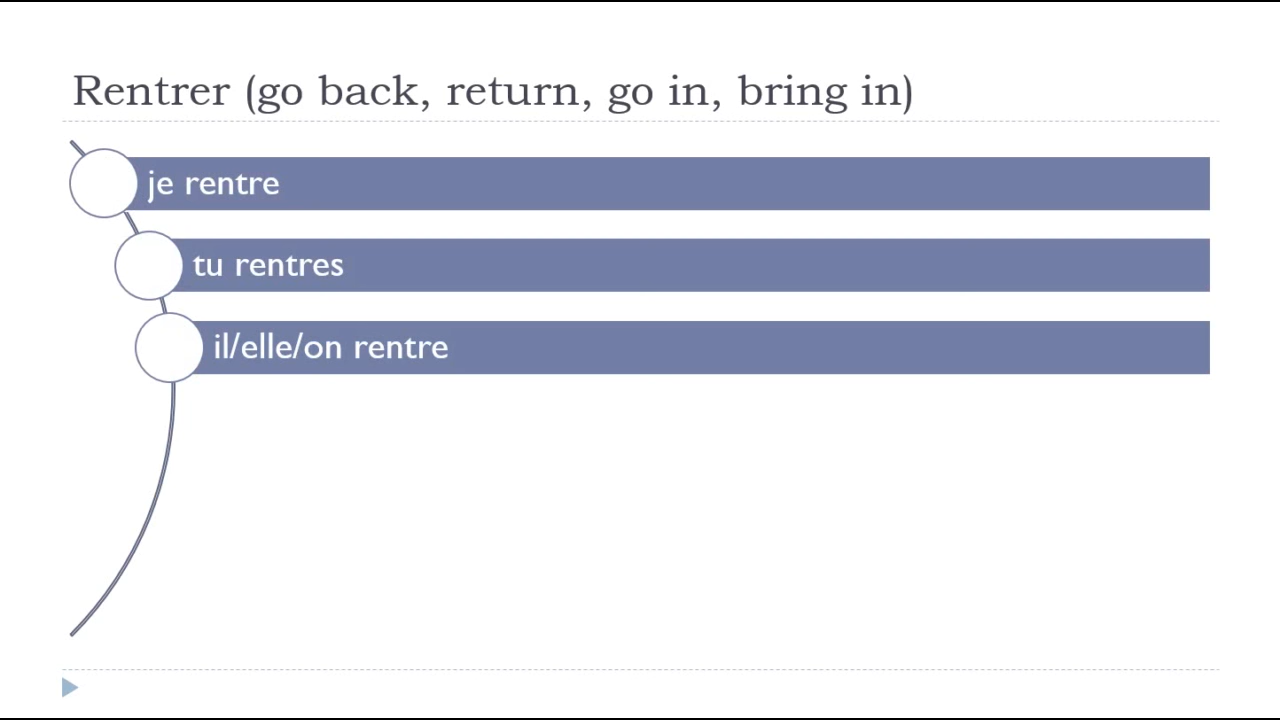 Rentrer (go back, return, go in, bring in)
je rentre
tu rentres
il/elle/on rentre